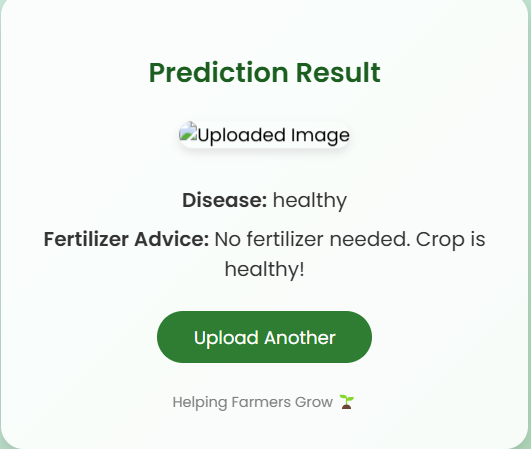 Prediction Result
Uploaded Image
Disease: healthy
Fertilizer Advice: No fertilizer needed. Crop is
healthy!
Upload Another
Helping Farmers Grow 🌱